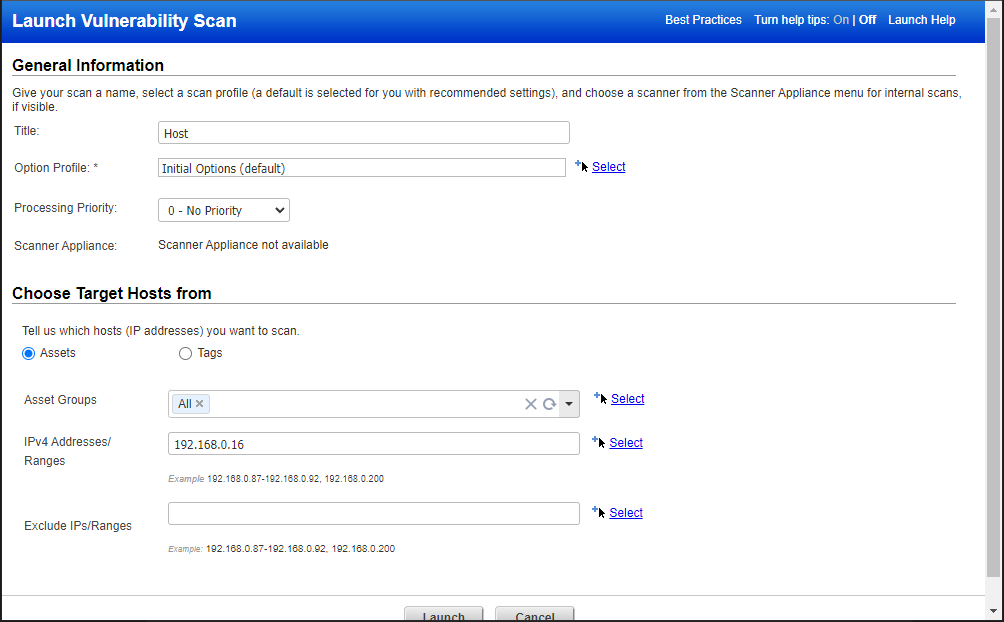 Launch Vulnerability Scan
Best Practices Turn help tips: On | Off Launch Help
General Information
Give your scan a name, select a scan profile (a default is selected for you with recommended settings), and choose a scanner from the Scanner Appliance menu for internal scans,
if visible.
Title: Host
Option Profile: * Initial Options (default) Select
Processing Priority: 0 - No Priority
Scanner Appliance: Scanner Appliance not available
Choose Target Hosts from
Tell us which hosts (IP addresses) you want to scan.
Assets Tags
Asset Groups All Select
IPv4 Addresses/
Ranges
192.168.0.16 Select
Example 192.168.0.87-192.168.0.92, 192.168.0.200
Exclude IPs/Ranges Select
Example: 192.168.0.87-192.168.0.92, 192.168.0.200
Launch Cancel